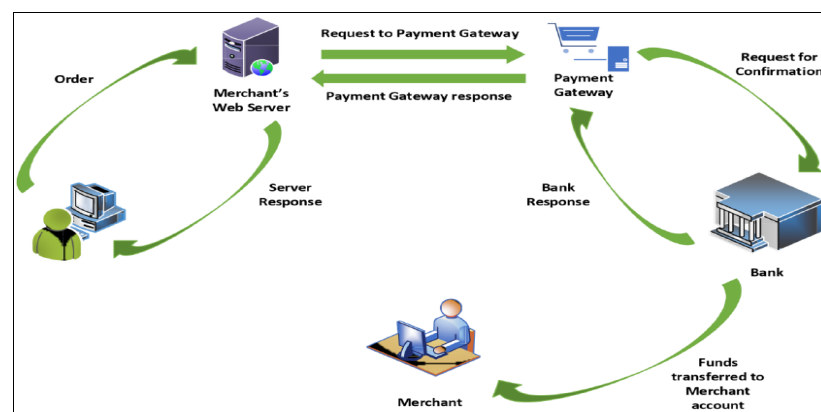 Order
Merchant's
Web Server
Request to Payment Gateway
Payment Gateway response
Payment
Gateway
Request for
Confirmation
Server
Response
Bank
Response
Bank
Merchant
Funds
transferred to
Merchant
account